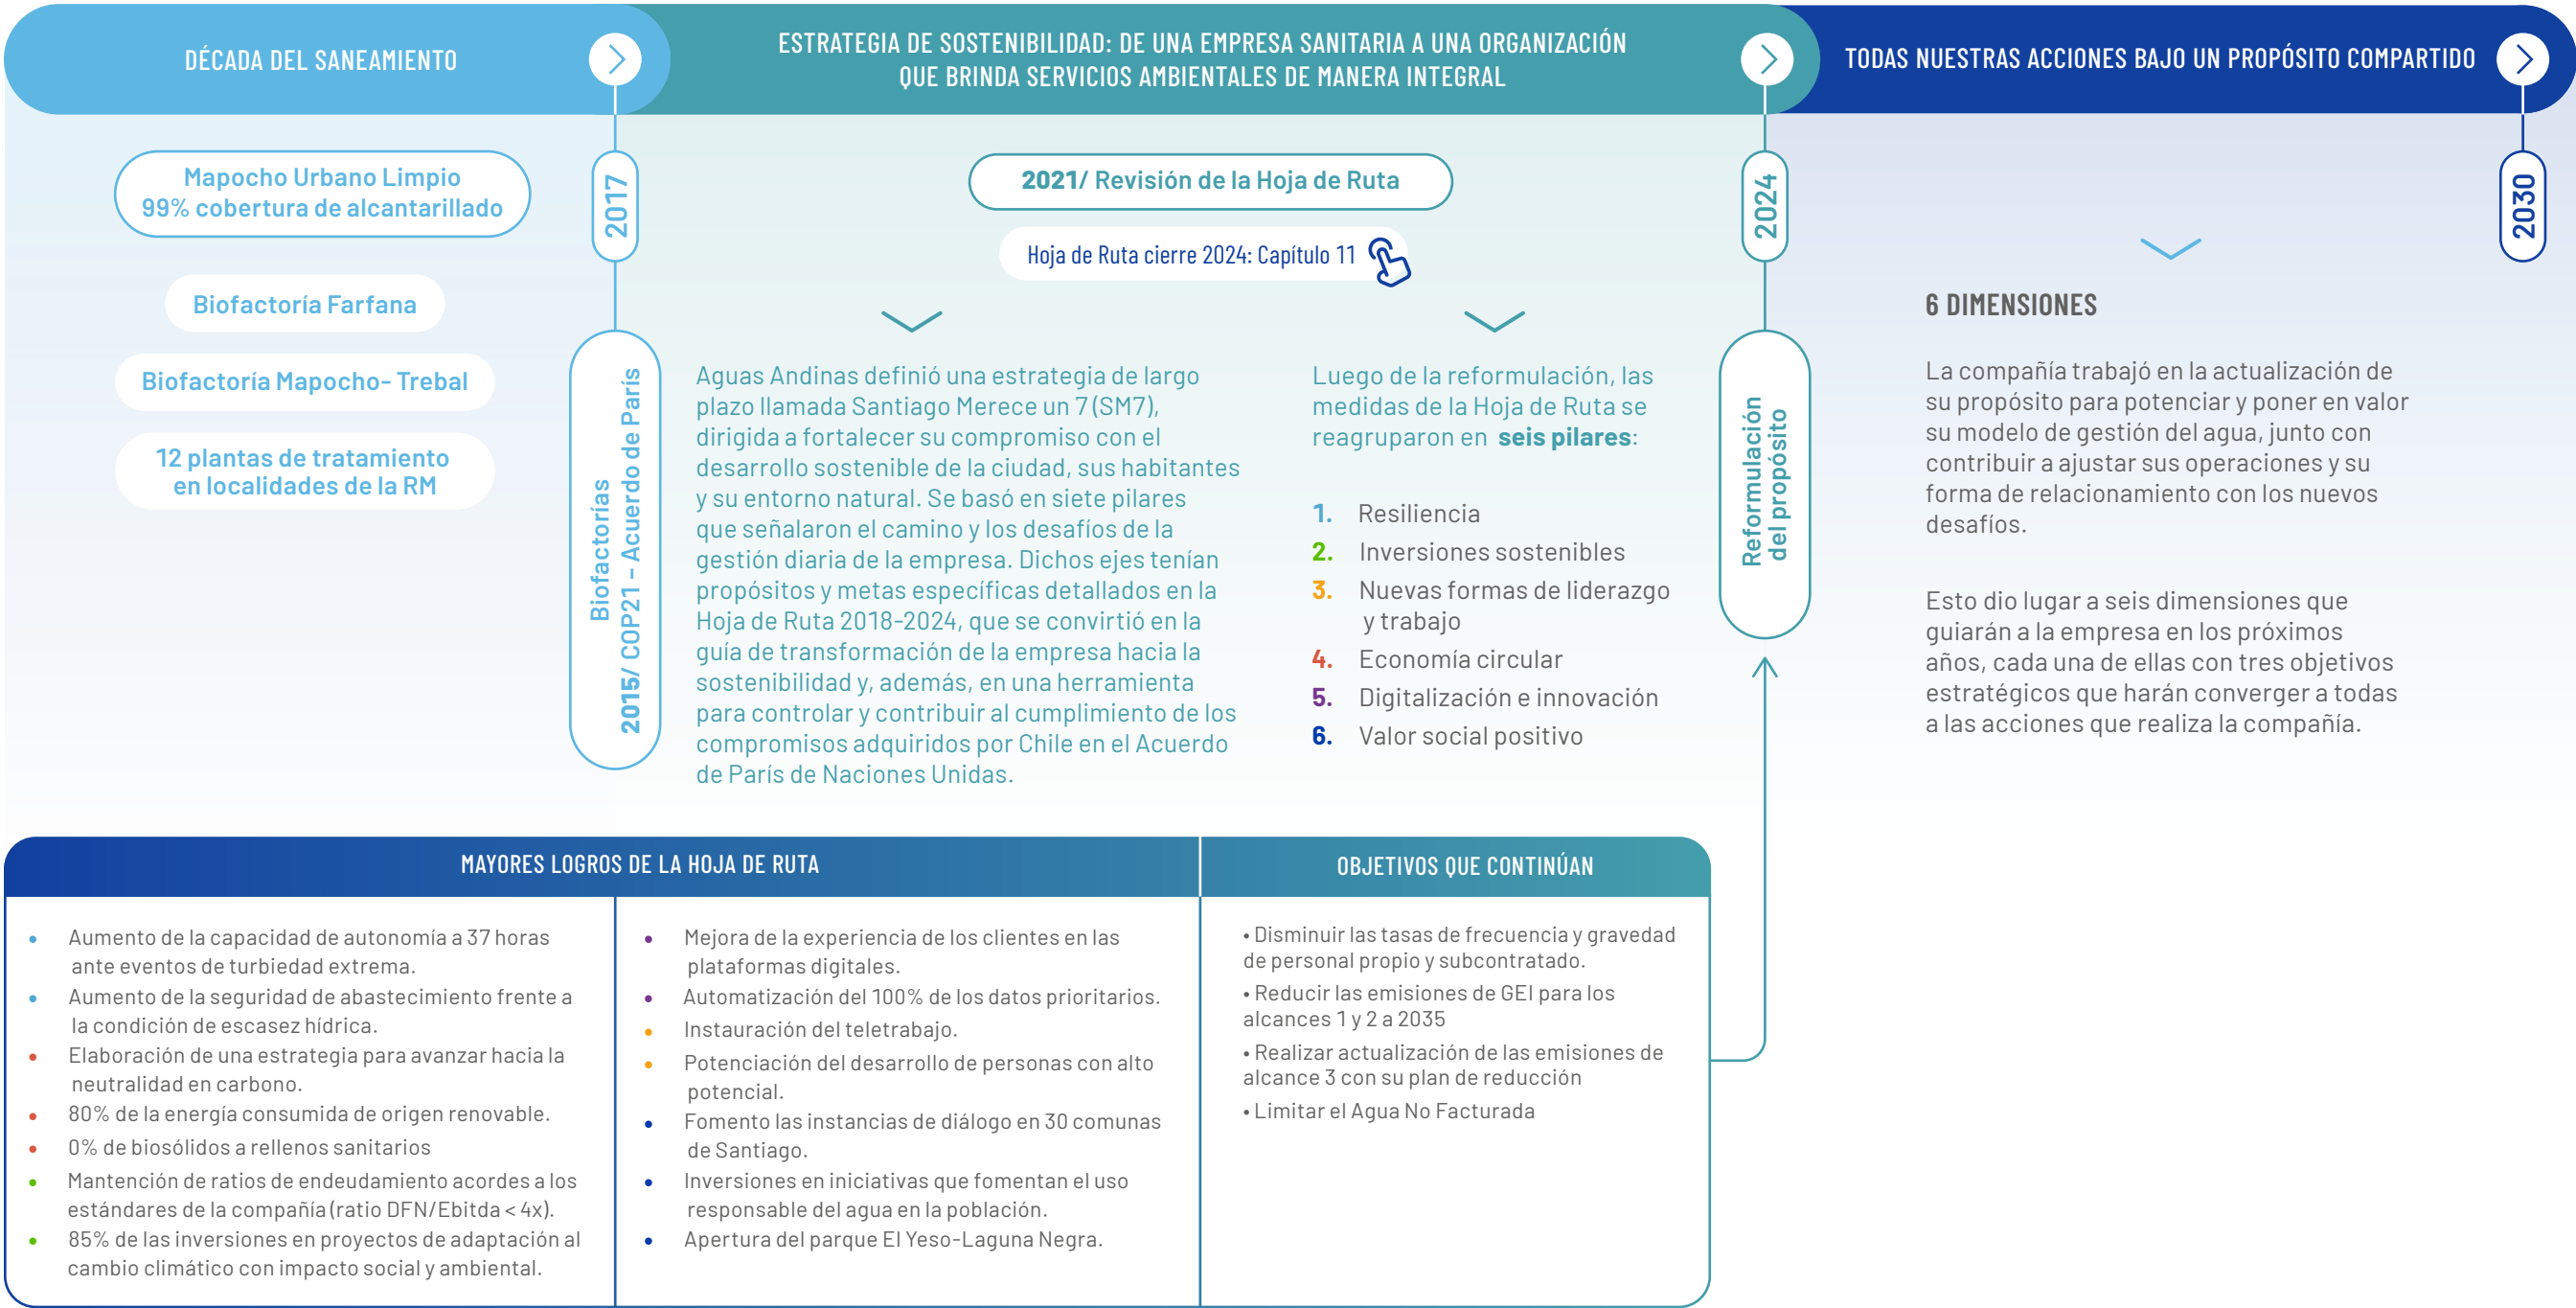 DÉCADA DEL SANEAMIENTO
ESTRATEGIA DE SOSTENIBILIDAD: DE UNA EMPRESA SANITARIA A UNA ORGANIZACIÓN
QUE BRINDA SERVICIOS AMBIENTALES DE MANERA INTEGRAL
TODAS NUESTRAS ACCIONES BAJO UN PROPÓSITO COMPARTIDO
Mapocho Urbano Limpio
99% cobertura de alcantarillado
Biofactoría Farfana
Biofactoría Mapocho- Trebal
12 plantas de tratamiento
en localidades de la RM
2017
Biofactorías
2015/ COP21 - Acuerdo de París
2021/ Revisión de la Hoja de Ruta
Hoja de Ruta cierre 2024: Capítulo 11
Aguas Andinas definió una estrategia de largo
plazo llamada Santiago Merece un 7 (SM7),
dirigida a fortalecer su compromiso con el
desarrollo sostenible de la ciudad, sus habitantes
y su entorno natural. Se basó en siete pilares
que señalaron el camino y los desafíos de la
gestión diaria de la empresa. Dichos ejes tenían
propósitos y metas específicas detallados en la
Hoja de Ruta 2018-2024, que se convirtió en la
guía de transformación de la empresa hacia la
sostenibilidad y, además, en una herramienta
para controlar y contribuir al cumplimiento de los
compromisos adquiridos por Chile en el Acuerdo
de París de Naciones Unidas.
Luego de la reformulación, las
medidas de la Hoja de Ruta se
reagruparon en seis pilares:
1. Resiliencia
2. Inversiones sostenibles
3. Nuevas formas de liderazgo
y trabajo
4. Economía circular
5. Digitalización e innovación
6. Valor social positivo
2024
Reformulación
del propósito
2030
6 DIMENSIONES
La compañía trabajó en la actualización de
su propósito para potenciar y poner en valor
su modelo de gestión del agua, junto con
contribuir a ajustar sus operaciones y su
forma de relacionamiento con los nuevos
desafíos.
Esto dio lugar a seis dimensiones que
guiarán a la empresa en los próximos
años, cada una de ellas con tres objetivos
estratégicos que harán converger a todas
a las acciones que realiza la compañía.
MAYORES LOGROS DE LA HOJA DE RUTA
• Aumento de la capacidad de autonomía a 37 horas
ante eventos de turbiedad extrema.
• Aumento de la seguridad de abastecimiento frente a
la condición de escasez hídrica.
• Elaboración de una estrategia para avanzar hacia la
neutralidad en carbono.
• 80% de la energía consumida de origen renovable.
• 0% de biosólidos a rellenos sanitarios
• Mantención de ratios de endeudamiento acordes a los
estándares de la compañía (ratio DFN/Ebitda < 4x).
• 85% de las inversiones en proyectos de adaptación al
cambio climático con impacto social y ambiental.
• Mejora de la experiencia de los clientes en las
plataformas digitales.
• Automatización del 100% de los datos prioritarios.
• Instauración del teletrabajo.
• Potenciación del desarrollo de personas con alto
potencial.
• Fomento las instancias de diálogo en 30 comunas
de Santiago.
• Inversiones en iniciativas que fomentan el uso
responsable del agua en la población.
• Apertura del parque El Yeso-Laguna Negra.
OBJETIVOS QUE CONTINÚAN
• Disminuir las tasas de frecuencia y gravedad
de personal propio y subcontratado.
• Reducir las emisiones de GEI para los
alcances 1 y 2 a 2035
• Realizar actualización de las emisiones de
alcance 3 con su plan de reducción
• Limitar el Agua No Facturada